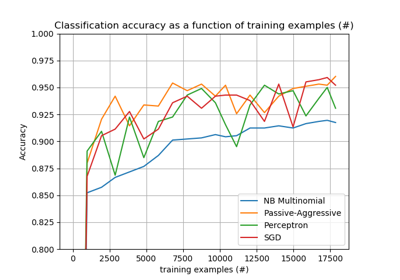 Classification accuracy as a function of training examples (#)
1.000
0.975
0.950
0.925
0.900
0.875
0.850
0.825
0.800
Accuracy
NB Multinomial
Passive-Aggressive
Perceptron
SGD
0 2500 5000 7500 10000 12500 15000 17500
training examples (#)